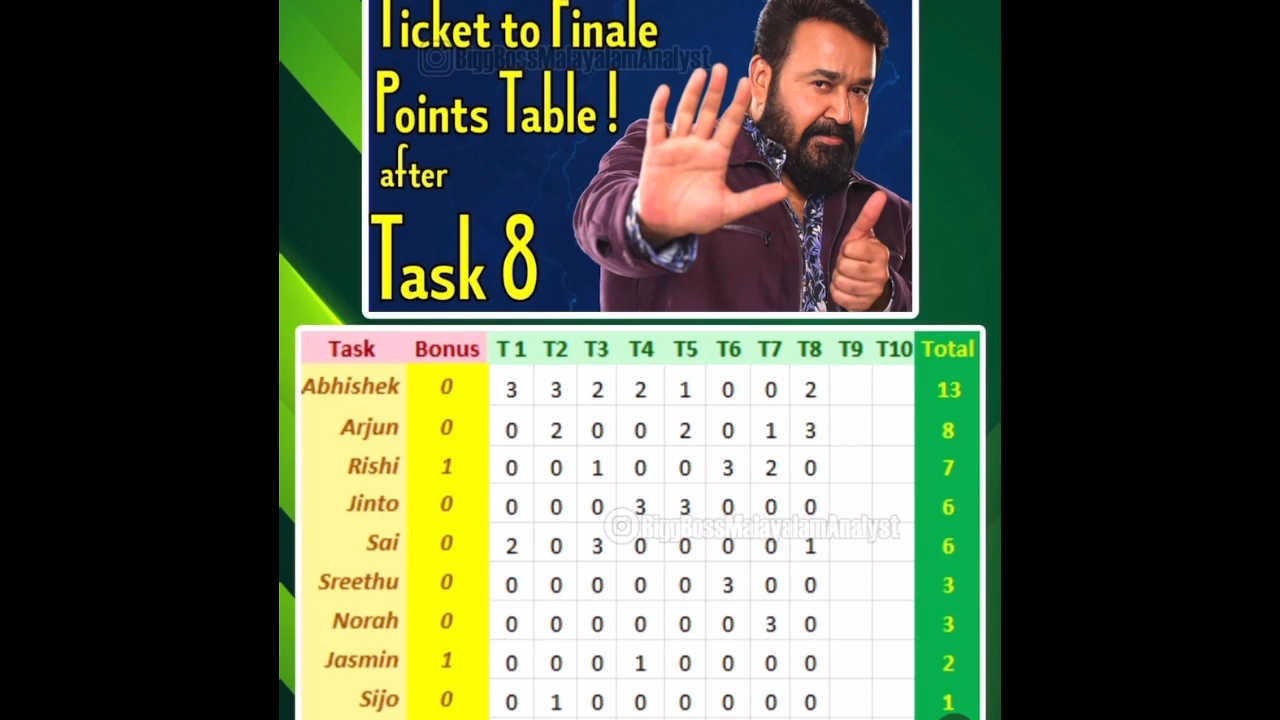 Ticket to Finale
BiggBossMalayalamAnalyst
Points Table !
after
Task 8
Task Bonus T 1 T2 T3 T4 T5 T6 T7 T8 T9 T10 Total
Abhishek 0 3 3 2 2 1 0 0 2 13
Arjun 0 0 2 0 0 2 0 1 3 8
Rishi 1 0 0 1 0 0 3 2 0 7
Jinto 0 0 0 0 3 3 0 0 0 6
BiggBossMalayalamAnalyst
Sai 0 2 0 3 0 0 0 0 1 6
Sreethu 0 0 0 0 0 0 3 0 0 3
Norah 0 0 0 0 0 0 0 3 0 3
Jasmin 1 0 0 0 1 0 0 0 0 2
Sijo 0 0 1 0 0 0 0 0 0 1